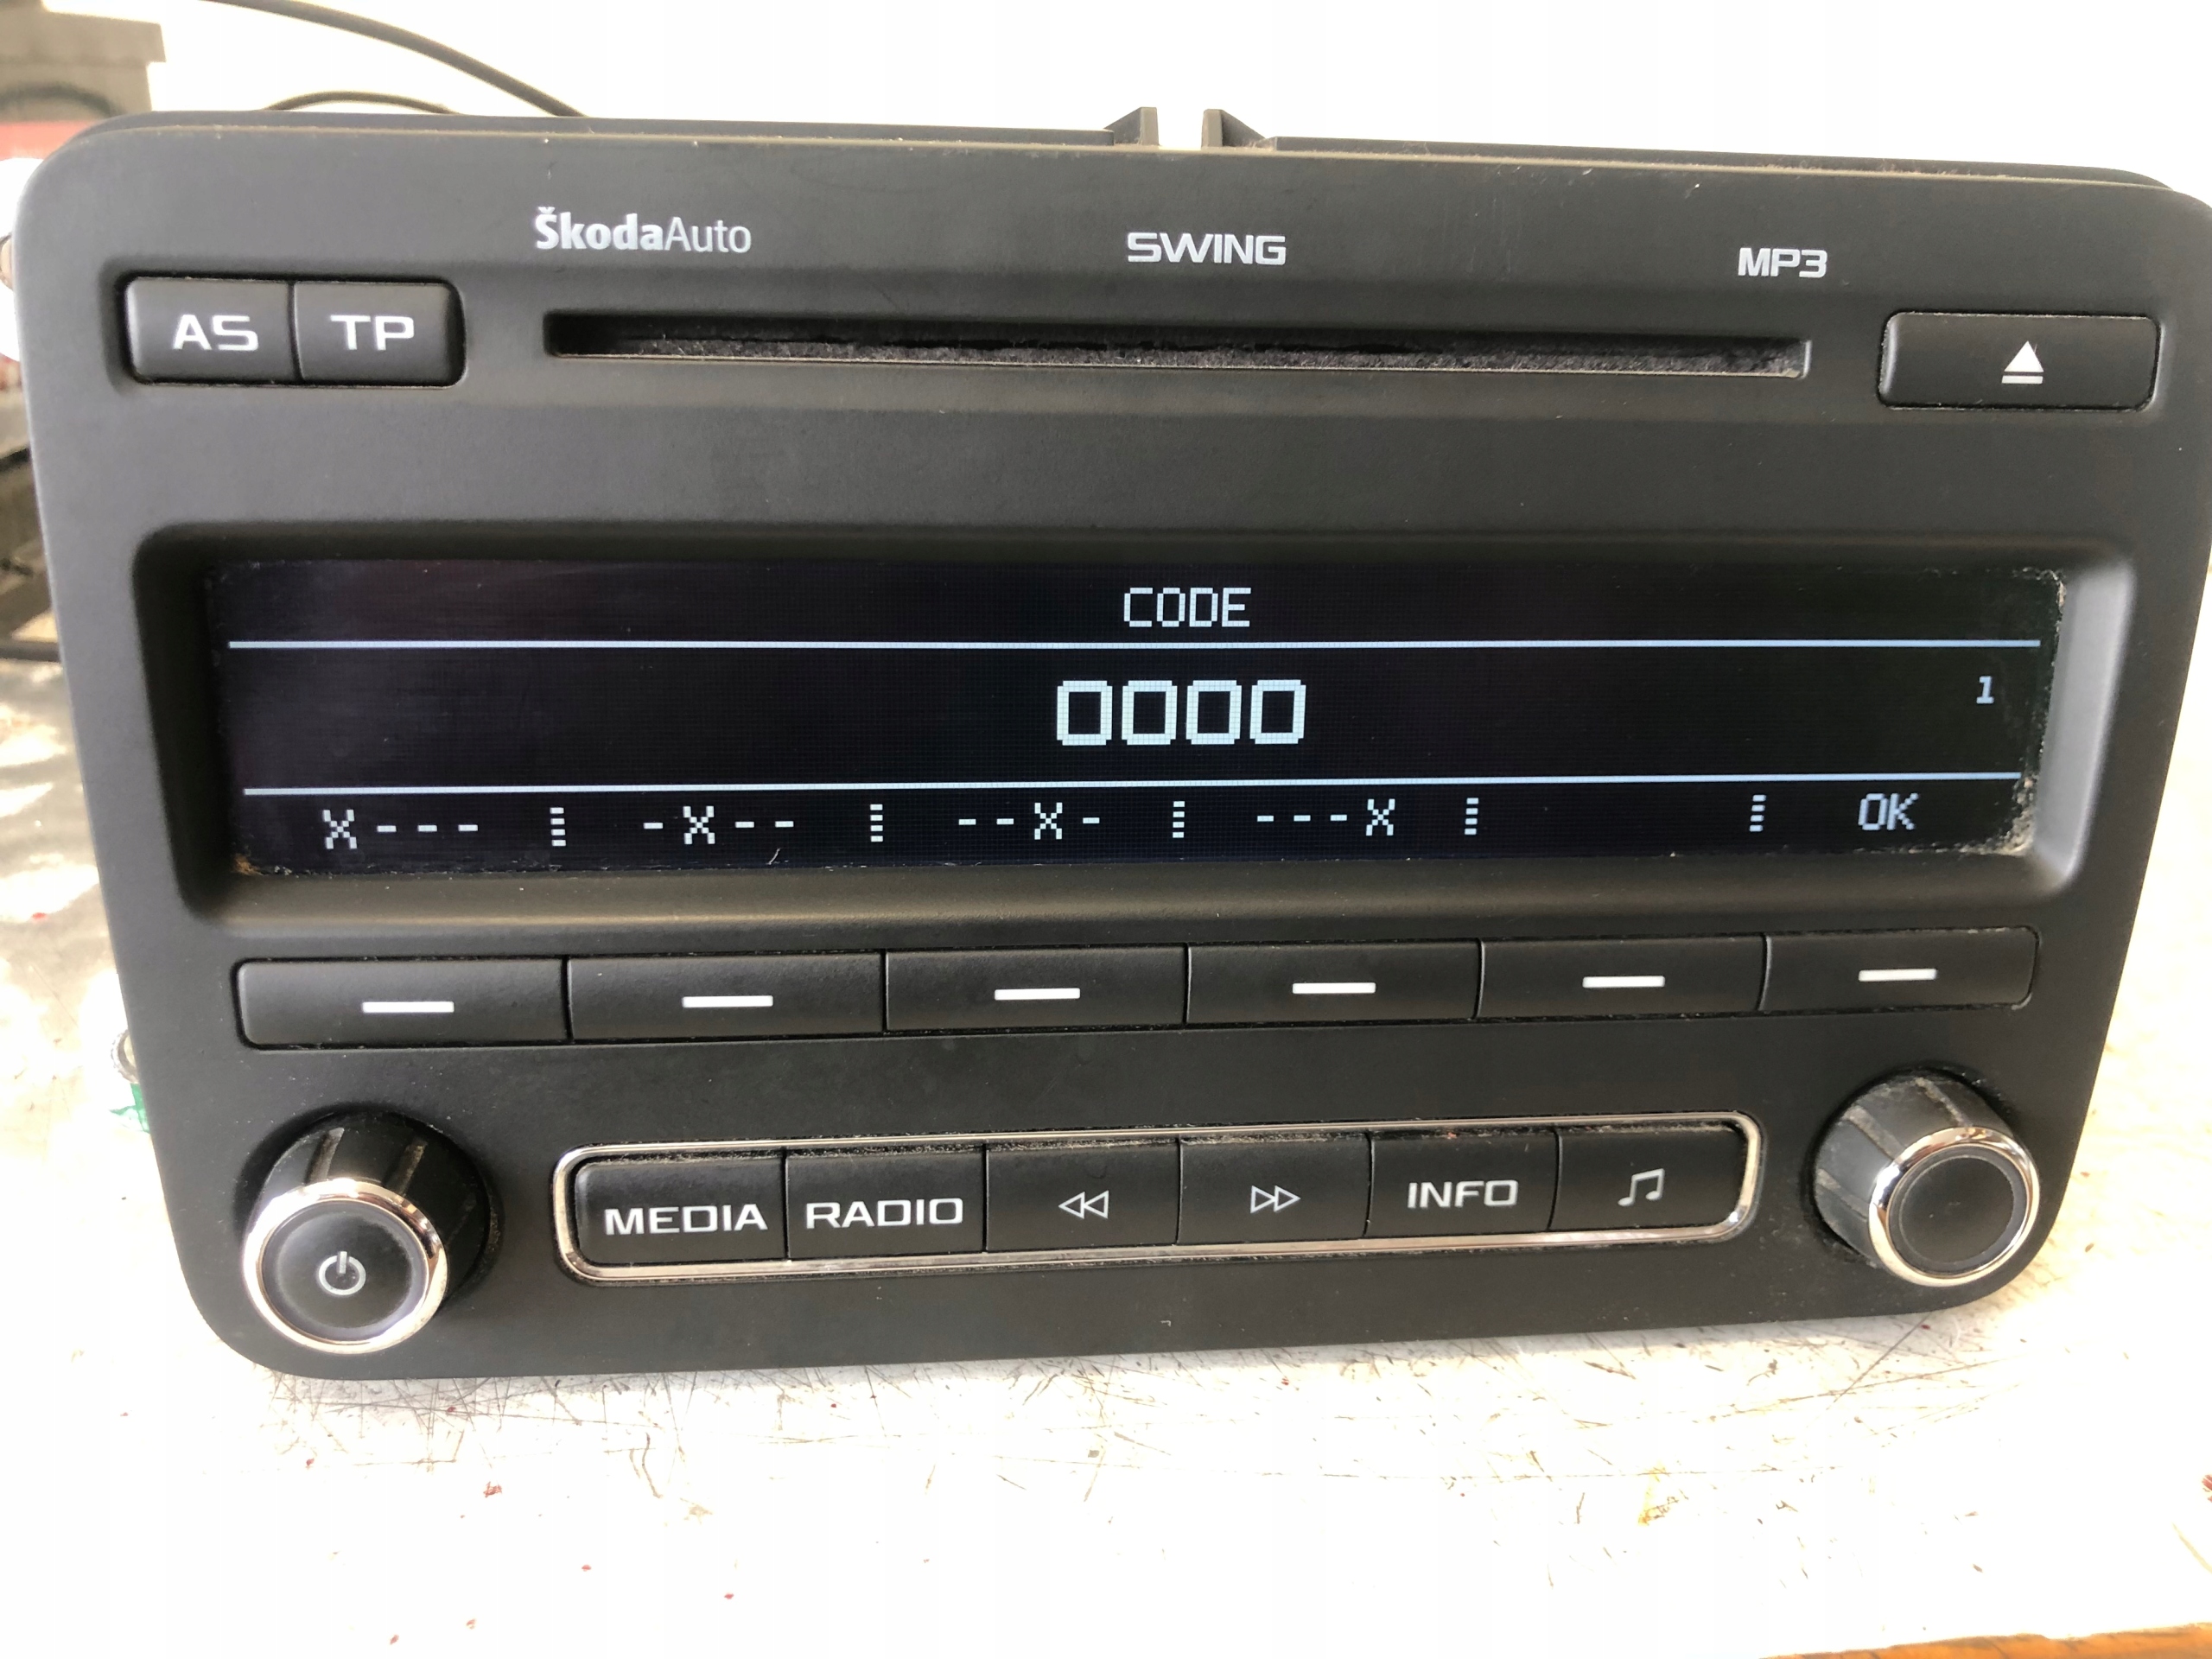 ŠkodaAuto SWING MP3
AS TP
CODE
0000 1
X--- -X-- --X- ---X OK
MEDIA RADIO INFO